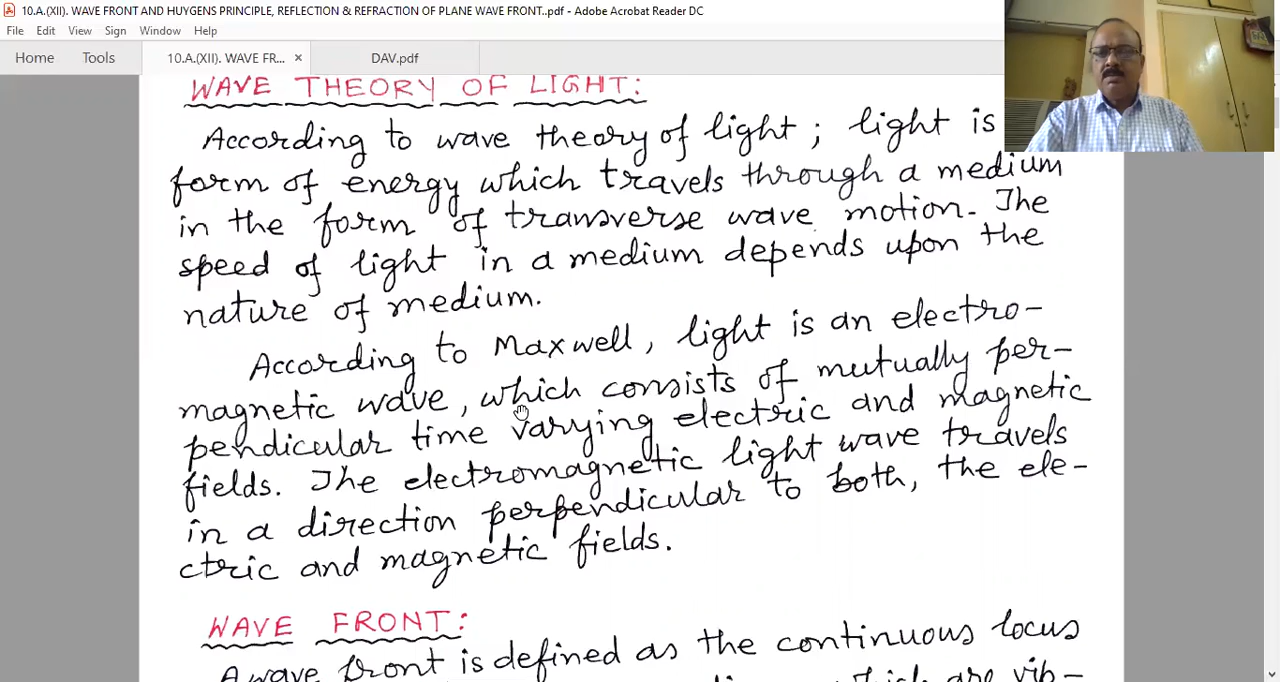 10.A.(XII). WAVE FRONT AND HUYGENS PRINCIPLE, REFLECTION & REFRACTION OF PLANE WAVE FRONT..pdf - Adobe Acrobat Reader DC
File Edit View Sign Window Help
Home Tools 10.A.(XII). WAVE FR... × DAV.pdf
WAVE THEORY OF LIGHT:
According to wave theory of light; light is
form of energy which travels through a medium
in the form of transverse wave motion. The
speed of light in a medium depends upon the
nature of medium.
According to Maxwell, light is an electro-
magnetic wave, which consists of mutually per-
pendicular time varying electric and magnetic
fields. The electromagnetic light wave travels
in a direction perpendicular to both, the ele-
ctric and magnetic fields.
WAVE FRONT:
A wave front is defined as the continuous locus
which are vib-